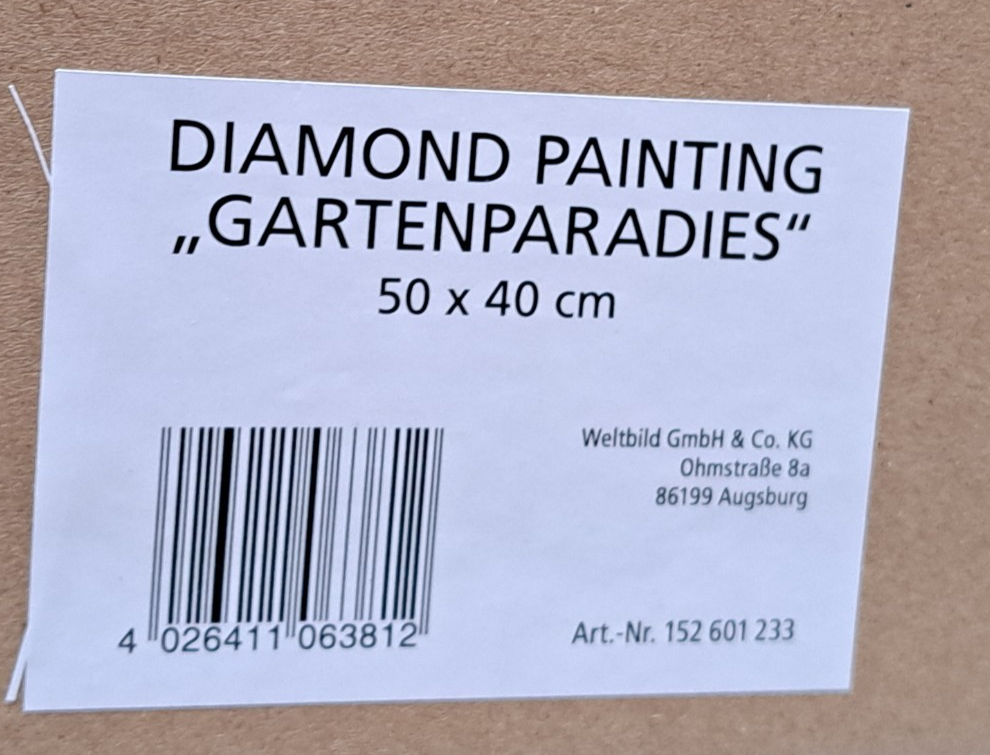 DIAMOND PAINTING
„GARTENPARADIES“
50 x 40 cm
Weltbild GmbH & Co. KG
Ohmstraße 8a
86199 Augsburg
4 026411 063812
Art.-Nr. 152 601 233